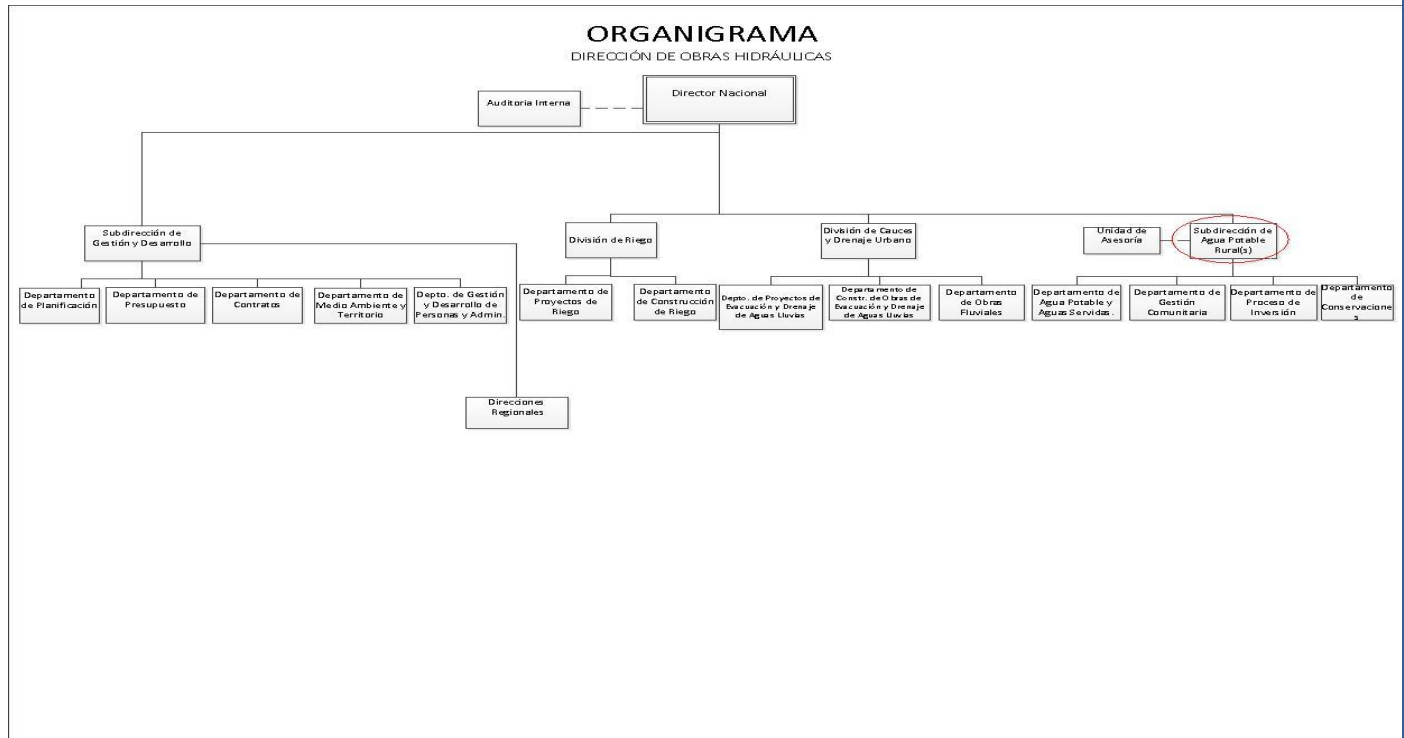 ORGANIGRAMA
DIRECCIÓN DE OBRAS HIDRÁULICAS
Director Nacional
Auditoria Interna
Subdirección de
Gestión y Desarrollo
División de Riego
División de Cauces
y Drenaje Urbano
Unidad de
Asesoría
Subdirección de
Agua Potable
Rural(s)
Departamento
de Planificación
Departamento de
Presupuesto
Departamento de
Contratos
Departamento de
Medio Ambiente y
Territorio
Depto. de Gestión
y Desarrollo de
Personas y Admin.
Departamento de
Proyectos de
Riego
Departamento
de Construcción
de Riego
Depto. de Proyectos de
Evacuación y Drenaje
de Aguas Lluvias
Departamento de
Constr. de Obras de
Evacuación y Drenaje
de Aguas Lluvias
Departamento
de Obras
Fluviales
Departamento de
Agua Potable y
Aguas Servidas.
Departamento de
Gestión
Comunitaria
Departamento de
Proceso de
Inversión
Departamento
de
Conservacione
s
Direcciones
Regionales